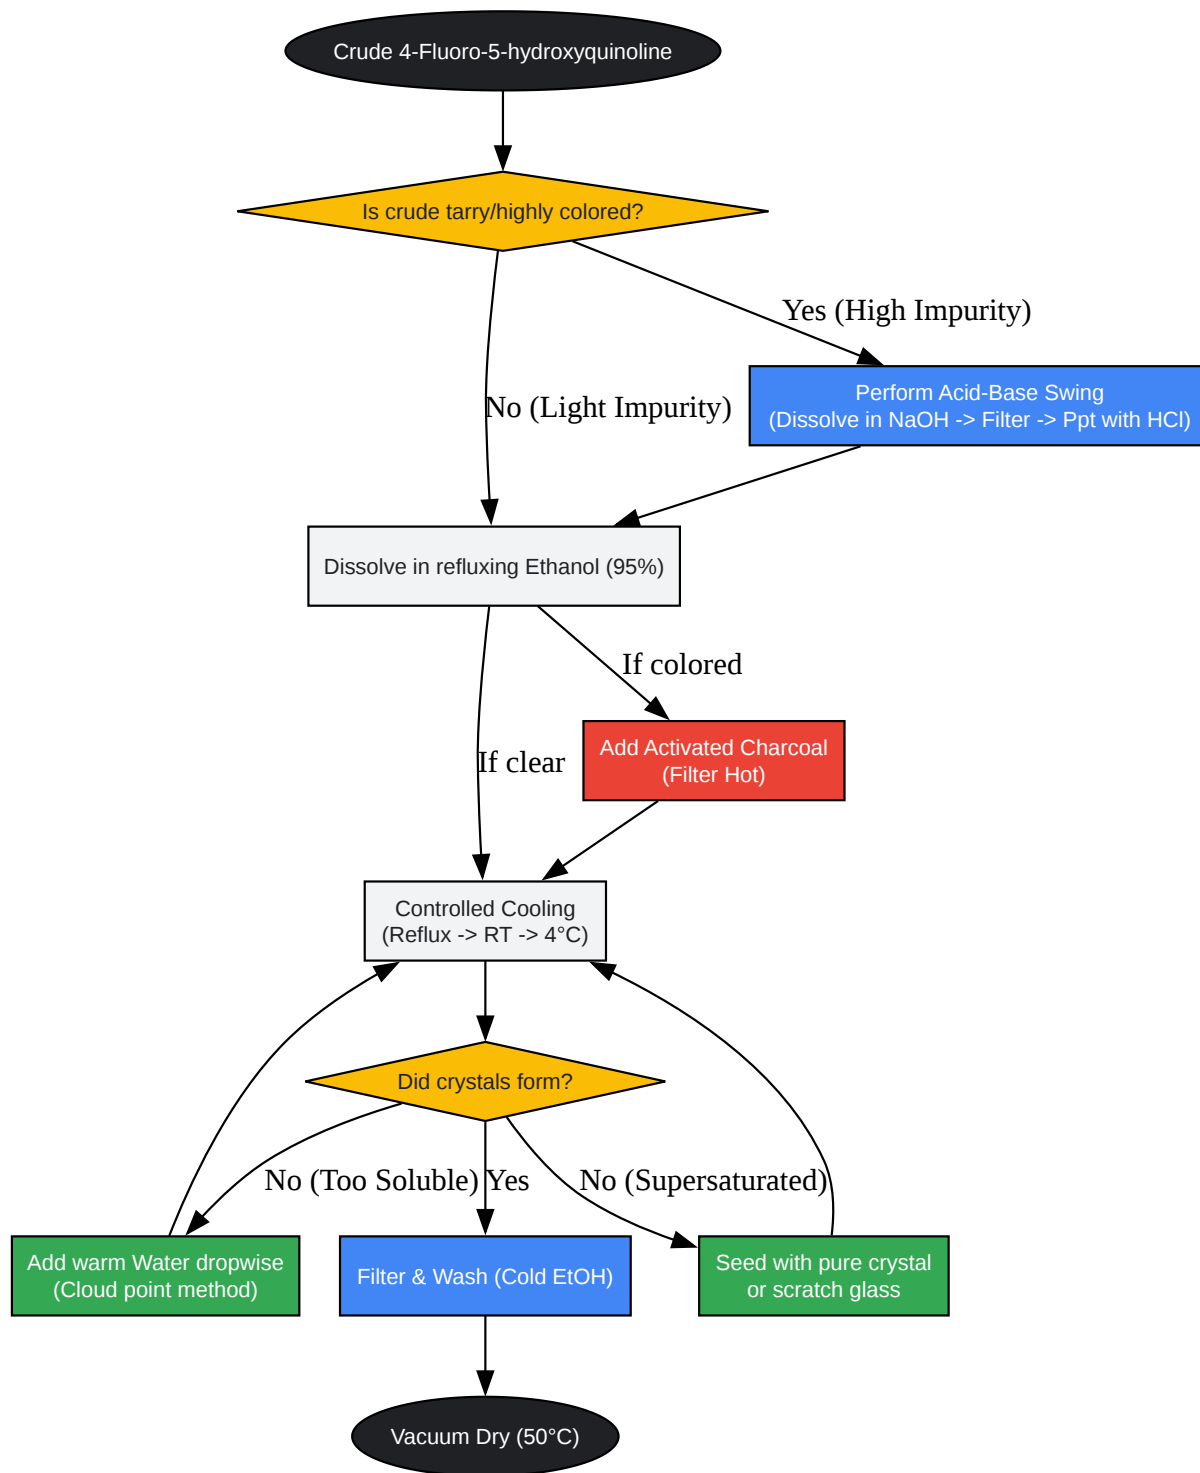 Crude 4-Fluoro-5-hydroxyquinoline
Is crude tarry/highly colored?
Yes (High Impurity)
No (Light Impurity)
Perform Acid-Base Swing
(Dissolve in NaOH -> Filter -> Ppt with HCl)
Dissolve in refluxing Ethanol (95%)
If colored
If clear
Add Activated Charcoal
(Filter Hot)
Controlled Cooling
(Reflux -> RT -> 4°C)
Did crystals form?
No (Too Soluble)
Yes
No (Supersaturated)
Add warm Water dropwise
(Cloud point method)
Filter & Wash (Cold EtOH)
Seed with pure crystal
or scratch glass
Vacuum Dry (50°C)